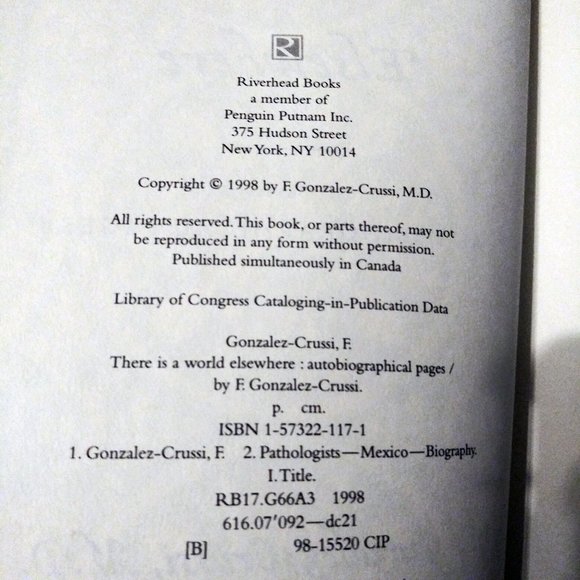 R
Riverhead Books
a member of
Penguin Putnam Inc.
375 Hudson Street
New York, NY 10014
Copyright © 1998 by F. Gonzalez-Crussi, M.D.
All rights reserved. This book, or parts thereof, may not
be reproduced in any form without permission.
Published simultaneously in Canada
Library of Congress Cataloging-in-Publication Data
Gonzalez-Crussi, F.
There is a world elsewhere : autobiographical pages /
by F. Gonzalez-Crussi.
p. cm.
ISBN 1-57322-117-1
1. Gonzalez-Crussi, F. 2. Pathologists—Mexico—Biography.
I. Title.
RB17.G66A3 1998
616.07'092—dc21
[B] 98-15520 CIP